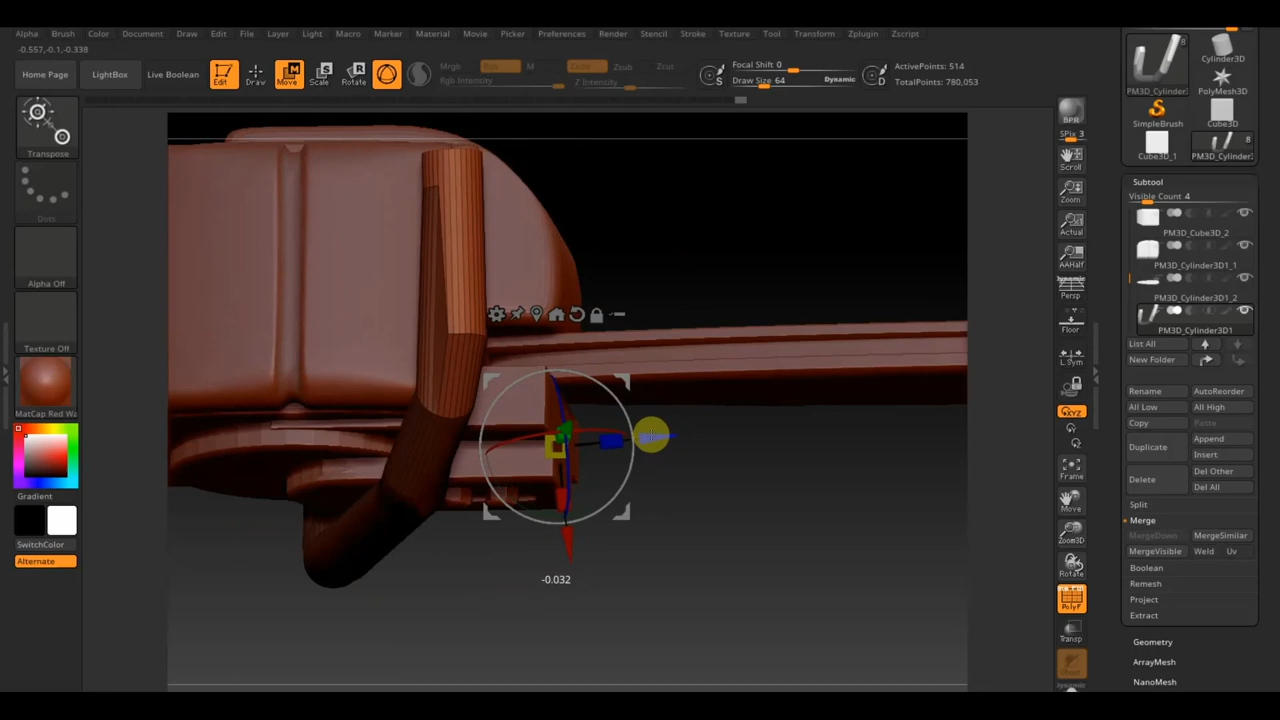 Alpha Brush Color Document Draw Edit File Layer Light Macro Marker Material Movie Picker Preferences Render Stencil Stroke Texture Tool Transform Zplugin Zscript
-0.557,-0.1,-0.338
Home Page LightBox Live Boolean Edit Draw Move Scale Rotate
Mrgb Rgb M Zsub Zcut
Rgb Intensity Z Intensity
Focal Shift 0
Draw Size 64 Dynamic
S D
ActivePoints: 514
TotalPoints: 780,053
Transpose
Dots
Alpha Off
Texture Off
MatCap Red Wa
Gradient
SwitchColor
Alternate
-0.032
BPR
SPix 3
Scroll
Zoom
Actual
AAHalf
Dynamic
Persp
Floor
L.Sym
XYZ
Frame
Move
Zoom3D
Rotate
PolyF
Transp
Dynamic
8
PM3D_Cylinder
Cylinder3D
PolyMesh3D
SimpleBrush
Cube3D
Cube3D_1
8
PM3D_Cylinder
Subtool
Visible Count 4
PM3D_Cube3D_2
PM3D_Cylinder3D1_1
PM3D_Cylinder3D1_2
PM3D_Cylinder3D1
List All
New Folder
Rename AutoReorder
All Low All High
Copy Paste
Duplicate Append
Insert
Delete Del Other
Del All
Split
Merge
MergeDown MergeSimilar
MergeVisible Weld Uv
Boolean
Remesh
Project
Extract
Geometry
ArrayMesh
NanoMesh